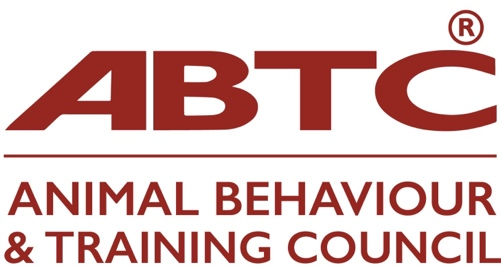 ABTC®
ANIMAL BEHAVIOUR
& TRAINING COUNCIL